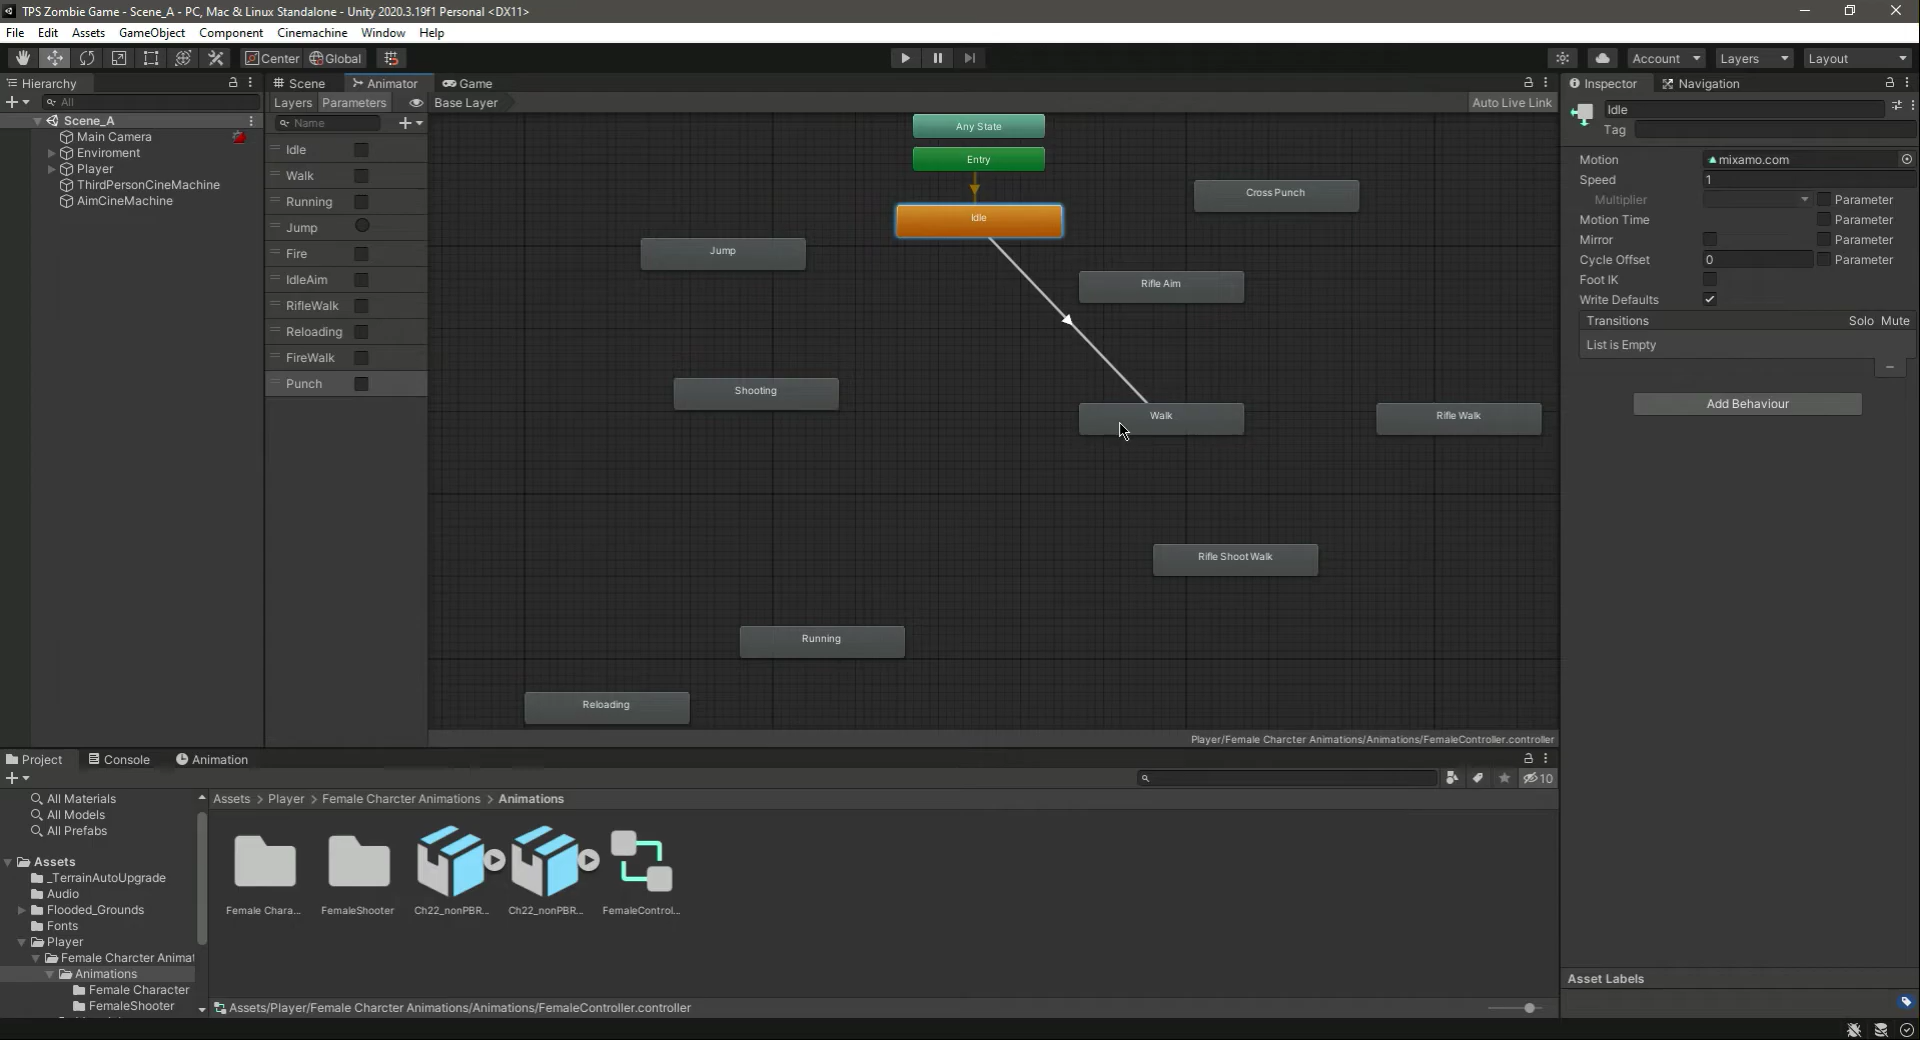 TPS Zombie Game - Scene_A - PC, Mac & Linux Standalone - Unity 2020.3.19f1 Personal <DX11>
File Edit Assets GameObject Component Cinemachine Window Help
Center Global Account Layers Layout
Hierarchy
All
Scene_A
Main Camera
Enviroment
Player
ThirdPersonCineMachine
AimCineMachine
Scene Animator Game
Layers Parameters Base Layer Auto Live Link
Name
Idle
Walk
Running
Jump
Fire
IdleAim
RifleWalk
Reloading
FireWalk
Punch
Any State
Entry
Cross Punch
Idle
Jump
Rifle Aim
Shooting
Walk
Rifle Walk
Rifle Shoot Walk
Running
Reloading
Player/Female Charcter Animations/Animations/FemaleController.controller
Inspector Navigation
Idle
Tag
Motion mixamo.com
Speed 1
Multiplier Parameter
Motion Time Parameter
Mirror Parameter
Cycle Offset 0 Parameter
Foot IK
Write Defaults
Transitions Solo Mute
List is Empty
Add Behaviour
Asset Labels
Project Console Animation
10
All Materials
All Models
All Prefabs
Assets
_TerrainAutoUpgrade
Audio
Flooded_Grounds
Fonts
Player
Female Charcter Animat
Animations
Female Character
FemaleShooter
Assets > Player > Female Charcter Animations > Animations
Female Chara... FemaleShooter Ch22_nonPBR... Ch22_nonPBR... FemaleControl...
Assets/Player/Female Charcter Animations/Animations/FemaleController.controller